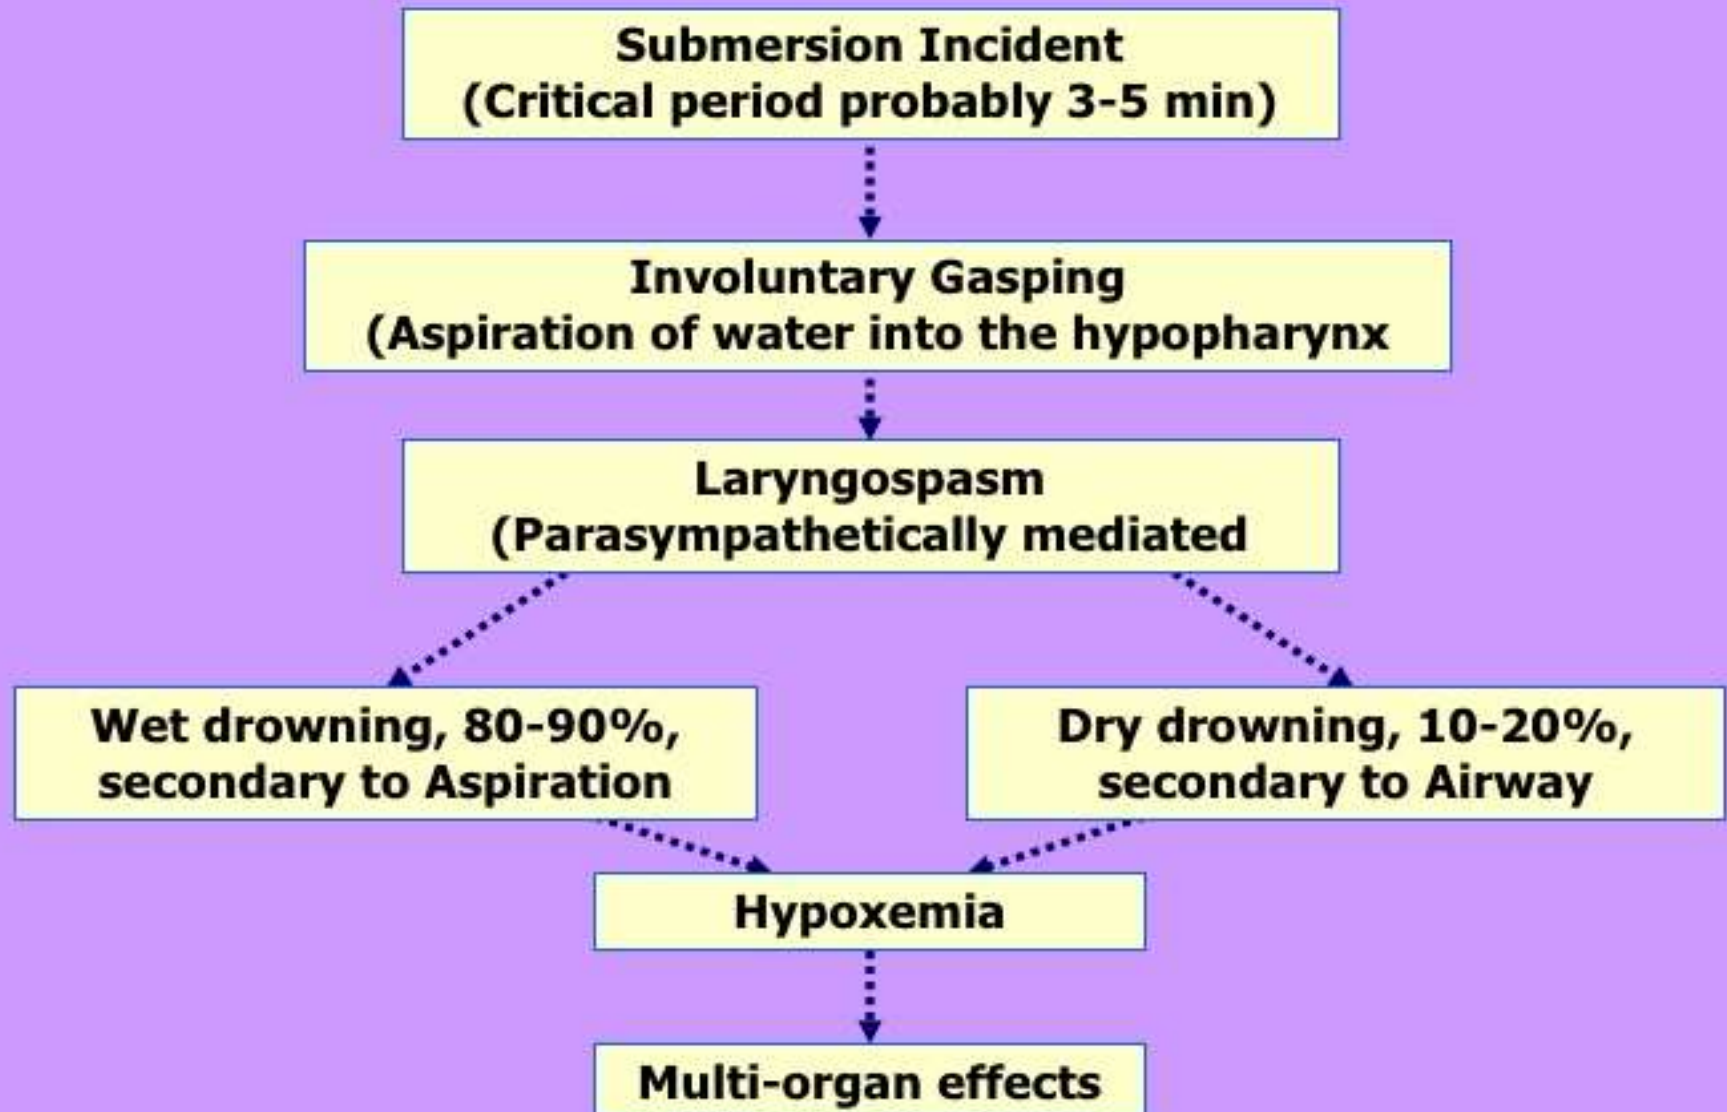 Submersion Incident
(Critical period probably 3-5 min)
Involuntary Gasping
(Aspiration of water into the hypopharynx
Laryngospasm
(Parasympathetically mediated
Wet drowning, 80-90%,
secondary to Aspiration
Dry drowning, 10-20%,
secondary to Airway
Hypoxemia
Multi-organ effects